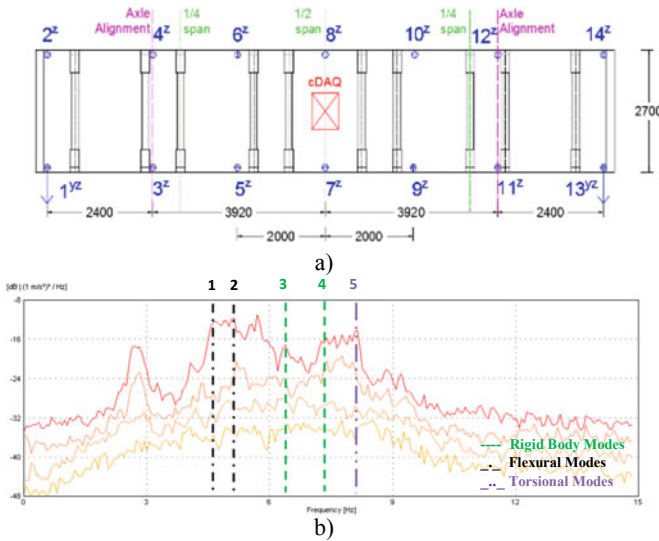 Axle Alignment
1/4 span
1/2 span
1/4 span
Axle Alignment
2ᶻ 4ᶻ 6ᶻ 8ᶻ 10ᶻ 12ᶻ 14ᶻ
cDAQ
2700
1ʸᶻ 3ᶻ 5ᶻ 7ᶻ 9ᶻ 11ᶻ 13ʸᶻ
2400 3920 3920 2400
2000 2000
a)
1 2 3 4 5
[dB | (1 m/s²)² / Hz]
-8
-16
-24
-32
-40
-48
---- Rigid Body Modes
_._ Flexural Modes
_.._ Torsional Modes
3 6 9 12 15
Frequency [Hz]
b)